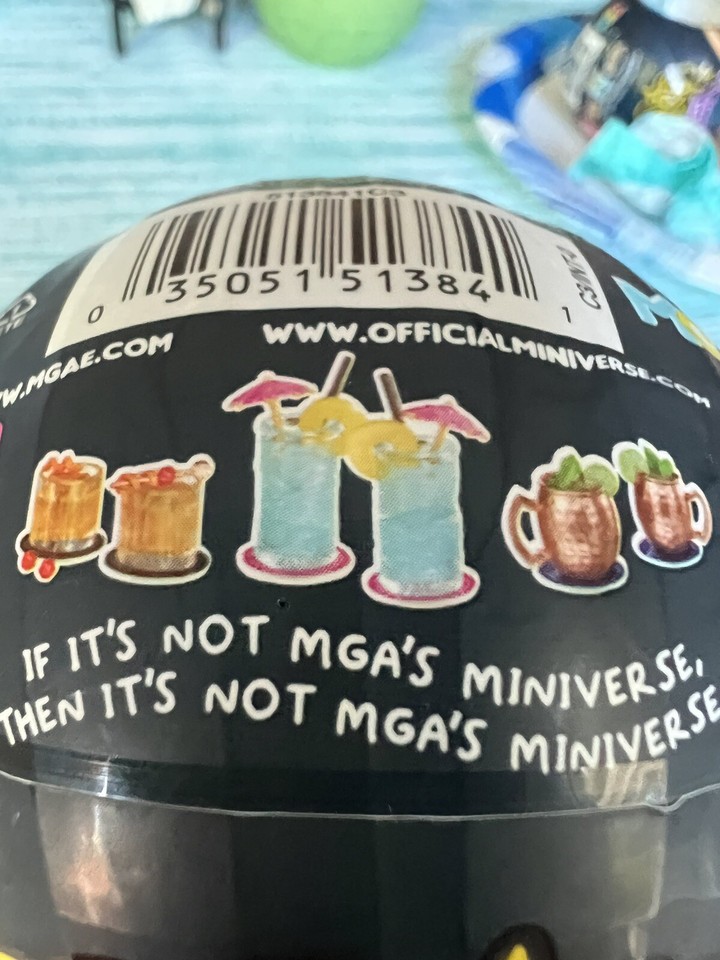 0 35051 51384 1
WWW.OFFICIALMINIVERSE.COM
WW.MGAE.COM
IF IT'S NOT MGA'S MINIVERSE,
THEN IT'S NOT MGA'S MINIVERSE